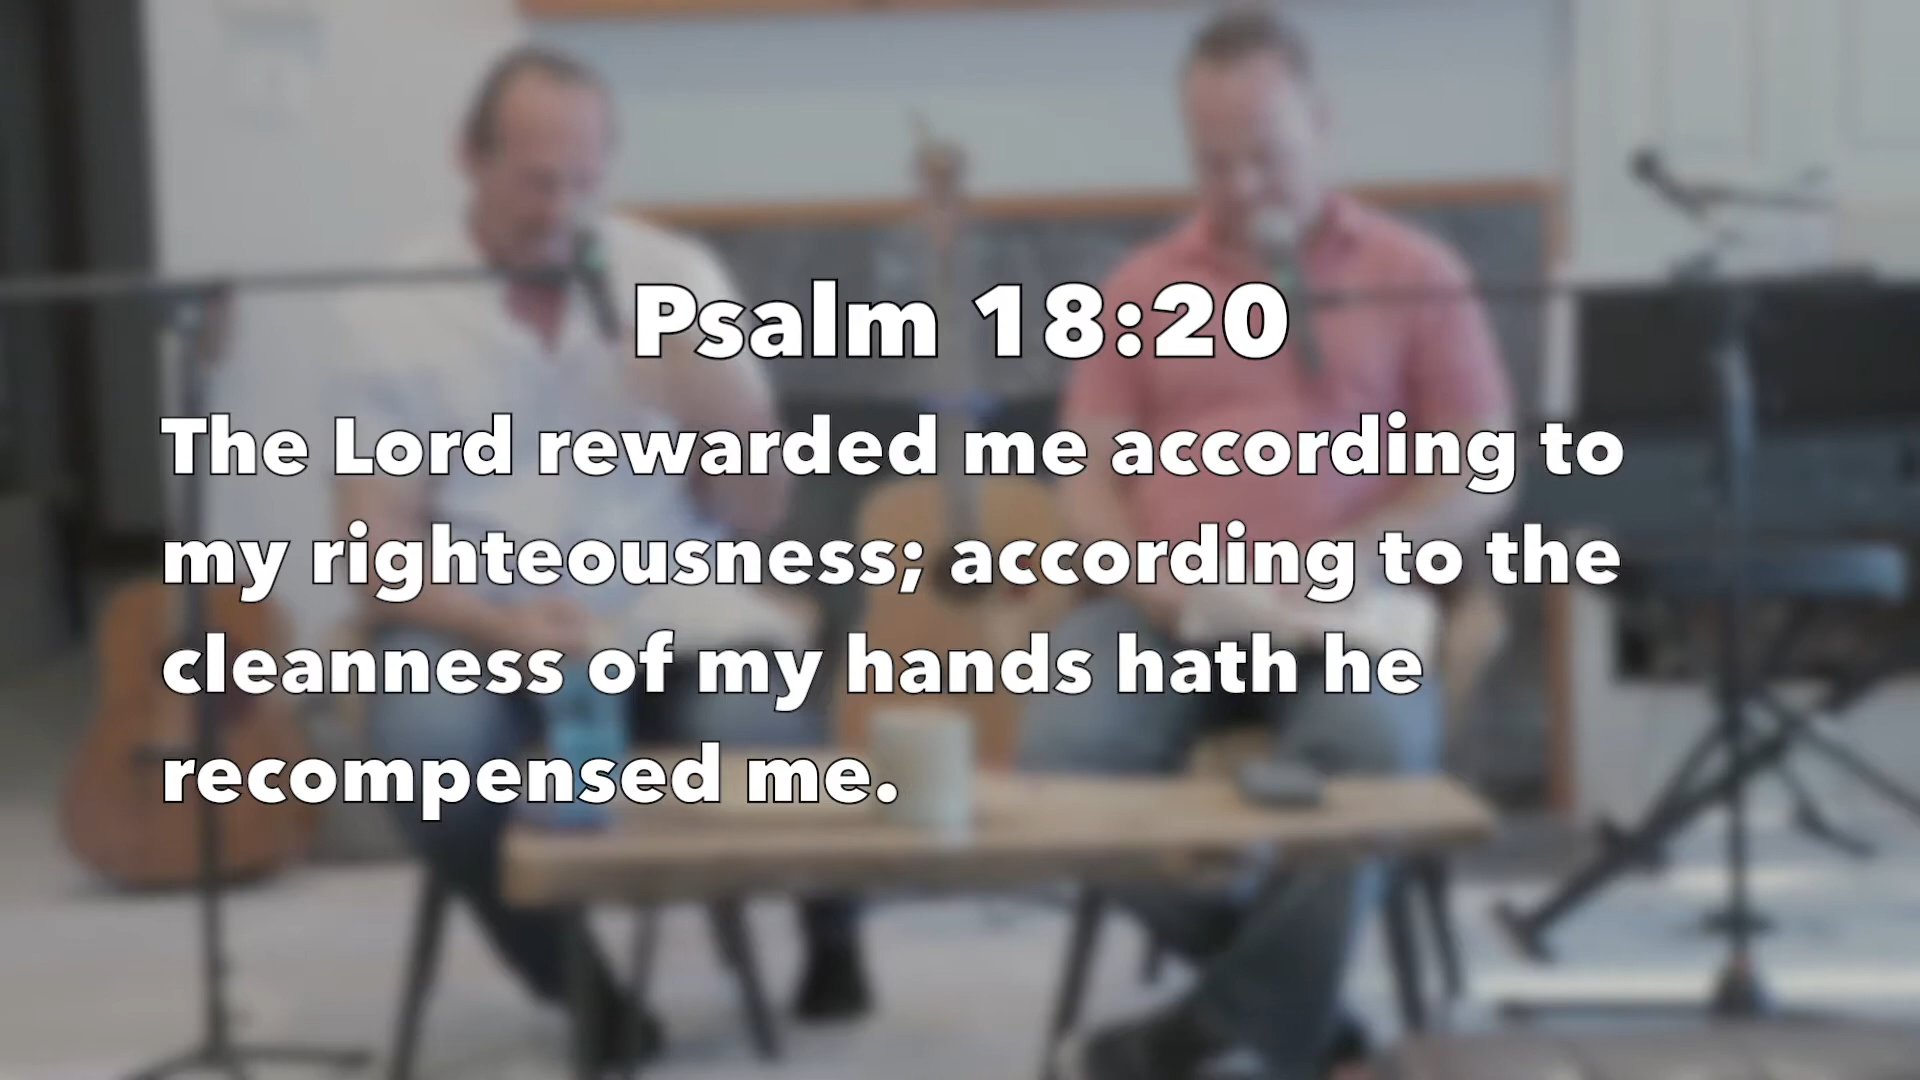 Psalm 18:20
The Lord rewarded me according to
my righteousness; according to the
cleanness of my hands hath he
recompensed me.